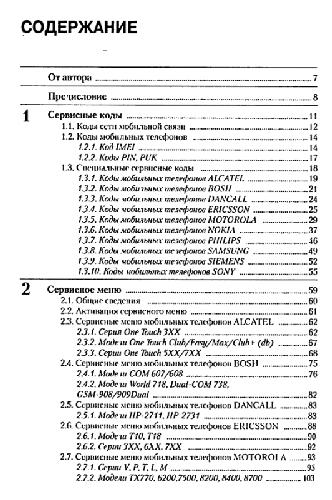 СОДЕРЖАНИЕ
От автора 7
Предисловие 8
1 Сервисные коды 11
1.1. Коды сети мобильной связи 12
1.2. Коды мобильных телефонов 14
1.2.1. Код IMEI 14
1.2.2. Коды PIN, PUK 17
1.3. Специальные сервисные коды 18
1.3.1. Коды мобильных телефонов ALCATEL 19
1.3.2. Коды мобильных телефонов BOSH 21
1.3.3. Коды мобильных телефонов DANCALL 24
1.3.4. Коды мобильных телефонов ERICSSON 25
1.3.5. Коды мобильных телефонов MOTOROLA 29
1.3.6. Коды мобильных телефонов NOKIA 37
1.3.7. Коды мобильных телефонов PHILIPS 46
1.3.8. Коды мобильных телефонов SAMSUNG 49
1.3.9. Коды мобильных телефонов SIEMENS 52
1.3.10. Коды мобильных телефонов SONY 55
2 Сервисное меню 59
2.1. Общие сведения 60
2.2. Активация сервисного меню 61
2.3. Сервисные меню мобильных телефонов ALCATEL 62
2.3.1. Серия One Touch 3XX 62
2.3.2. Модели One Touch Club/Easy/Max/Club+ (db) 67
2.3.3. Серии One Touch 5XX/7XX 68
2.4. Сервисные меню мобильных телефонов BOSH 75
2.4.1. Модели COM 607/608 76
2.4.2. Модели World 718, Dual-COM 738,
GSM-908/909Dual 82
2.5. Сервисные меню мобильных телефонов DANCALL 83
2.5.1. Модели HP-2711, HP-2731 83
2.6. Сервисные меню мобильных телефонов ERICSSON 88
2.6.1. Модели T10, T18 90
2.6.2. Серии 3XX, 6XX, 7XX 92
2.7. Сервисные меню мобильных телефонов MOTOROLA 93
2.7.1. Серии V, P, T, L, M 95
2.7.2. Модели TX770, 6200,7500, 8200, 8400, 8700 103